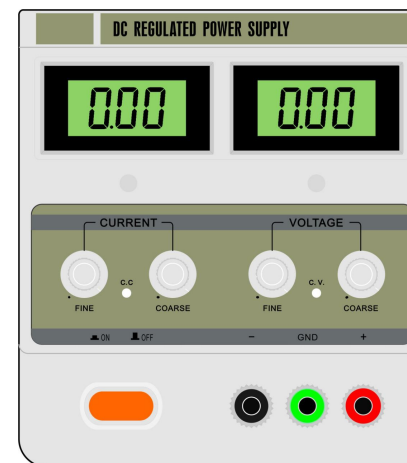 DC REGULATED POWER SUPPLY
0.00 0.00
CURRENT VOLTAGE
C.C C.V.
FINE COARSE FINE COARSE
ON OFF - GND +